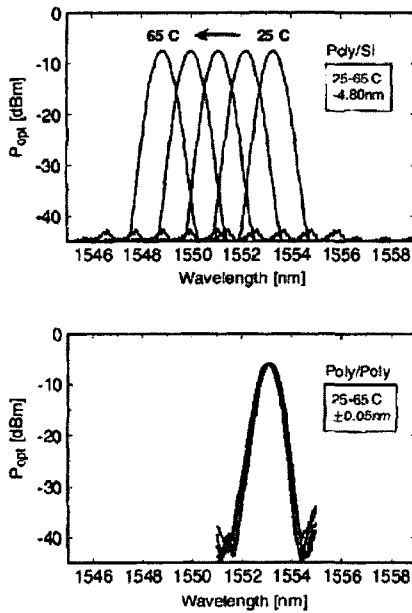 65 C
25 C
Poly/Si
25-65 C
-4.80nm
0
-10
-20
-30
-40
P opt [dBm]
1546 1548 1550 1552 1554 1556 1558
Wavelength [nm]
Poly/Poly
25-65 C
±0.05nm
0
-10
-20
-30
-40
P opt [dBm]
1546 1548 1550 1552 1554 1556 1558
Wavelength [nm]